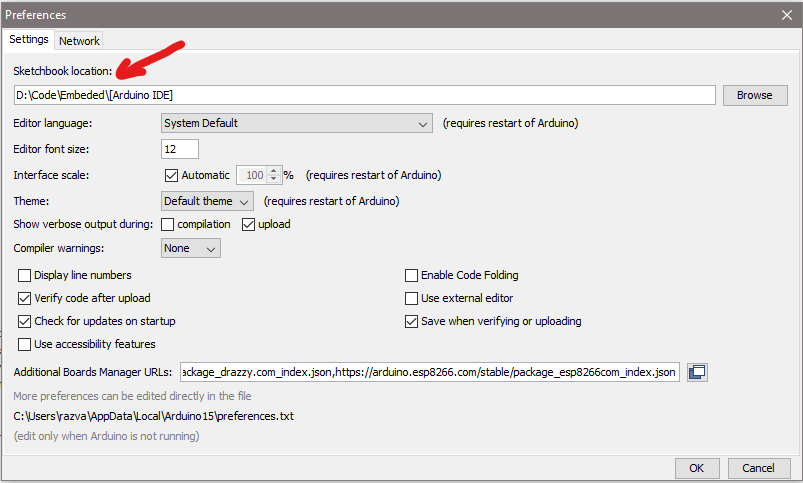 Preferences
Settings Network
Sketchbook location:
D:\Code\Embeded\[Arduino IDE] Browse
Editor language: System Default (requires restart of Arduino)
Editor font size: 12
Interface scale: Automatic 100 % (requires restart of Arduino)
Theme: Default theme (requires restart of Arduino)
Show verbose output during: compilation upload
Compiler warnings: None
Display line numbers Enable Code Folding
Verify code after upload Use external editor
Check for updates on startup Save when verifying or uploading
Use accessibility features
Additional Boards Manager URLs: ackage_drazzy.com_index.json,https://arduino.esp8266.com/stable/package_esp8266com_index.json
More preferences can be edited directly in the file
C:\Users\razva\AppData\Local\Arduino15\preferences.txt
(edit only when Arduino is not running)
OK Cancel